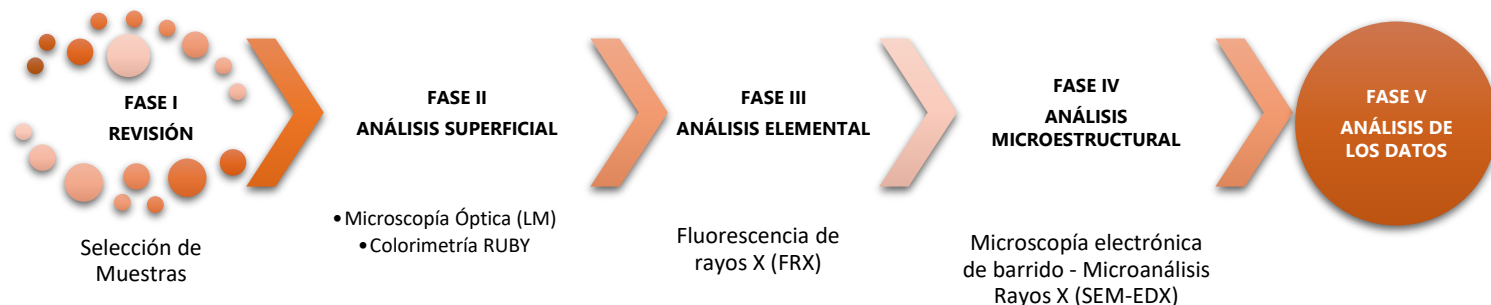 FASE I
REVISIÓN
Selección de
Muestras
FASE II
ANÁLISIS SUPERFICIAL
•Microscopía Óptica (LM)
•Colorimetría RUBY
FASE III
ANÁLISIS ELEMENTAL
Fluorescencia de
rayos X (FRX)
FASE IV
ANÁLISIS
MICROESTRUCTURAL
Microscopía electrónica
de barrido - Microanálisis
Rayos X (SEM-EDX)
FASE V
ANÁLISIS DE
LOS DATOS